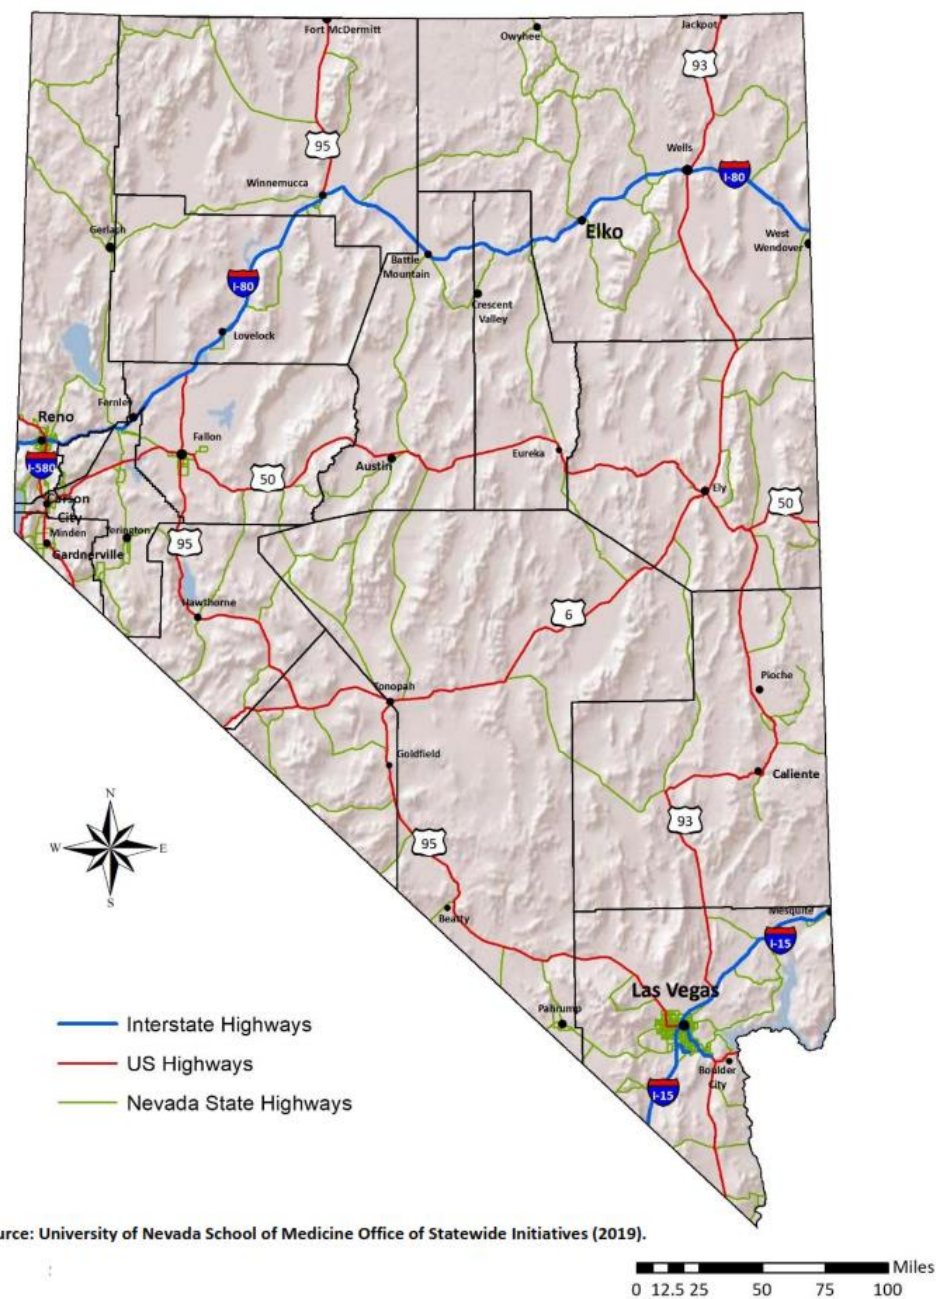 Fort McDermitt
Owyhee
Jackpot
93
95
Wells
Winnemucca
I-80
Gerlach
Elko
West
Wendover
Battle
Mountain
I-80
Crescent
Valley
Lovelock
Fernley
Reno
Fallon
Austin
Eureka
I-580
50
Ely
50
Carson
City
Minden
Yerington
95
Gardnerville
Hawthorne
6
Pioche
Tonopah
Goldfield
Caliente
N
W
E
S
95
93
Beatty
Mesquite
I-15
Las Vegas
Pahrump
Interstate Highways
US Highways
Boulder
City
I-15
Nevada State Highways
urce: University of Nevada School of Medicine Office of Statewide Initiatives (2019).
:
Miles
0 12.5 25 50 75 100